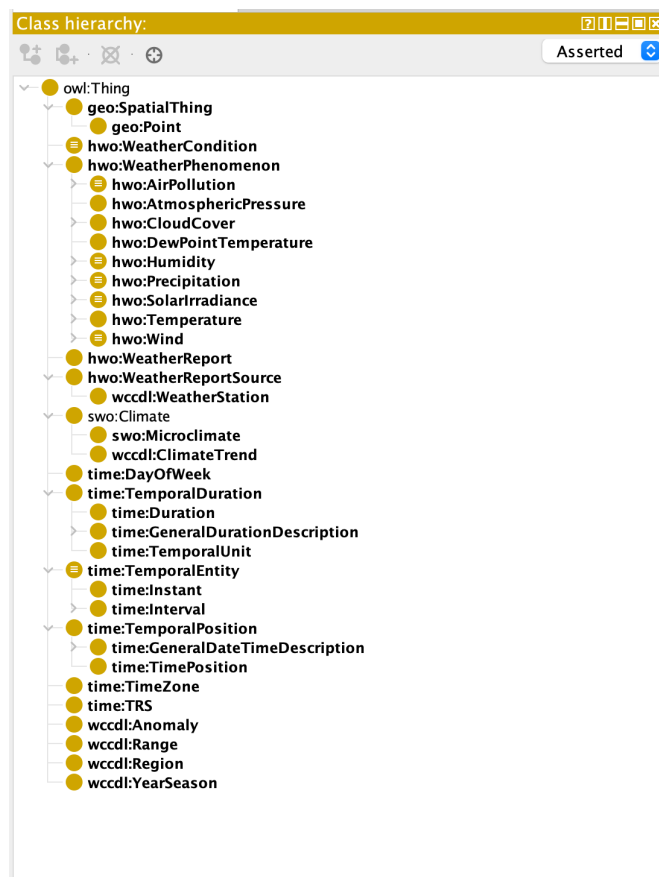 Class hierarchy:
Asserted
owl:Thing
geo:SpatialThing
geo:Point
hwo:WeatherCondition
hwo:WeatherPhenomenon
hwo:AirPollution
hwo:AtmosphericPressure
hwo:CloudCover
hwo:DewPointTemperature
hwo:Humidity
hwo:Precipitation
hwo:SolarIrradiance
hwo:Temperature
hwo:Wind
hwo:WeatherReport
hwo:WeatherReportSource
wccdl:WeatherStation
swo:Climate
swo:Microclimate
wccdl:ClimateTrend
time:DayOfWeek
time:TemporalDuration
time:Duration
time:GeneralDurationDescription
time:TemporalUnit
time:TemporalEntity
time:Instant
time:Interval
time:TemporalPosition
time:GeneralDateTimeDescription
time:TimePosition
time:TimeZone
time:TRS
wccdl:Anomaly
wccdl:Range
wccdl:Region
wccdl:YearSeason